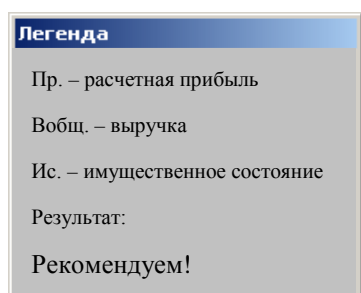 Легенда
Пр. – расчетная прибыль
Вобщ. – выручка
Ис. – имущественное состояние
Результат:
Рекомендуем!